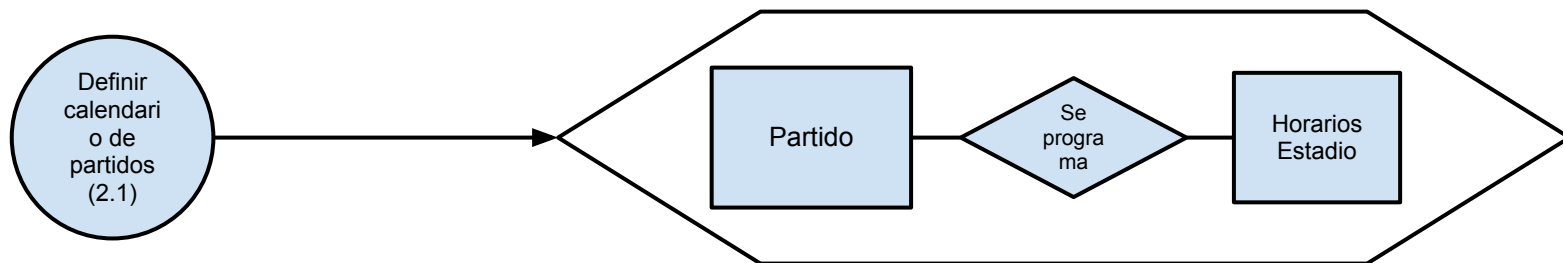 Definir
calendari
o de
partidos
(2.1)
Partido
Se
progra
ma
Horarios
Estadio